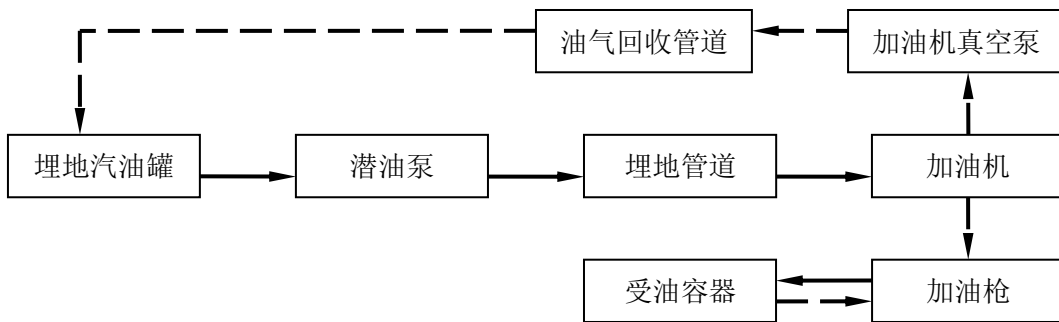 油气回收管道
加油机真空泵
埋地汽油罐
潜油泵
埋地管道
加油机
受油容器
加油枪